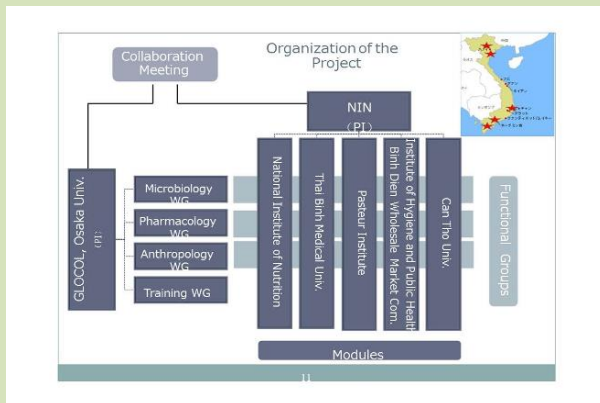 Collaboration
Meeting
Organization of the
Project
NIN
(PI)
GLOCOL, Osaka Univ.
(PI)
Microbiology
WG
Pharmacology
WG
Anthropology
WG
Training WG
National Institute of Nutrition
Thai Binh Medical Univ.
Pasteur Institute
Institute of Hygiene and Public Health
Binh Dien Wholesale Market Com.
Can Tho Univ.
Functional Groups
Modules
11